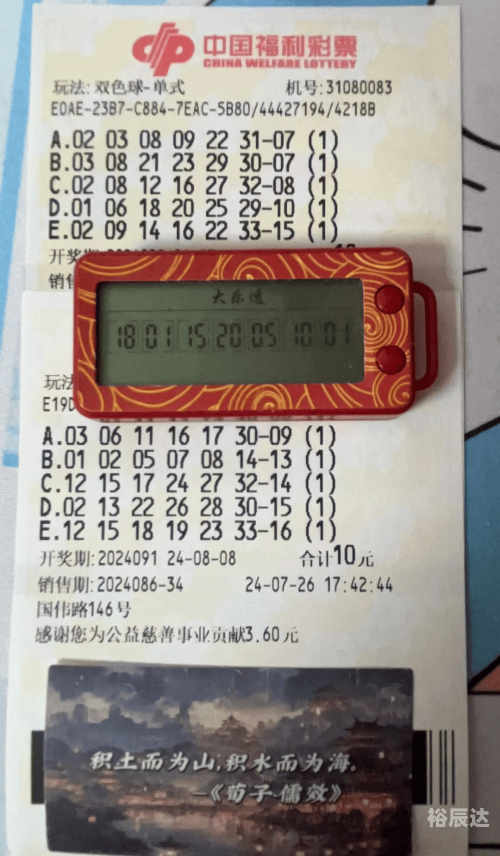 中国福利彩票
CHINA WELFARE LOTTERY
玩法:双色球-单式 机号:31080083
E0AE-23B7-C884-7EAC-5B80/44427194/4218B
A.02 03 08 09 22 31-07 (1)
B.03 08 21 23 29 30-07 (1)
C.02 08 12 16 27 32-08 (1)
D.01 06 18 20 25 29-10 (1)
E.02 09 14 16 22 33-15 (1)
开奖期
销售
大乐透
18 01 15 20 05 10 01
玩法
E19D
A.03 06 11 16 17 30-09 (1)
B.01 02 05 07 08 14-13 (1)
C.12 15 17 24 27 32-14 (1)
D.02 13 22 26 28 30-15 (1)
E.12 15 18 19 23 33-16 (1)
开奖期:2024091 24-08-08 合计10元
销售期:2024086-34 24-07-26 17:42:44
国伟路146号
感谢您为公益慈善事业贡献3.60元
积土而为山,积水而为海。
—《荀子·儒效》
裕辰达